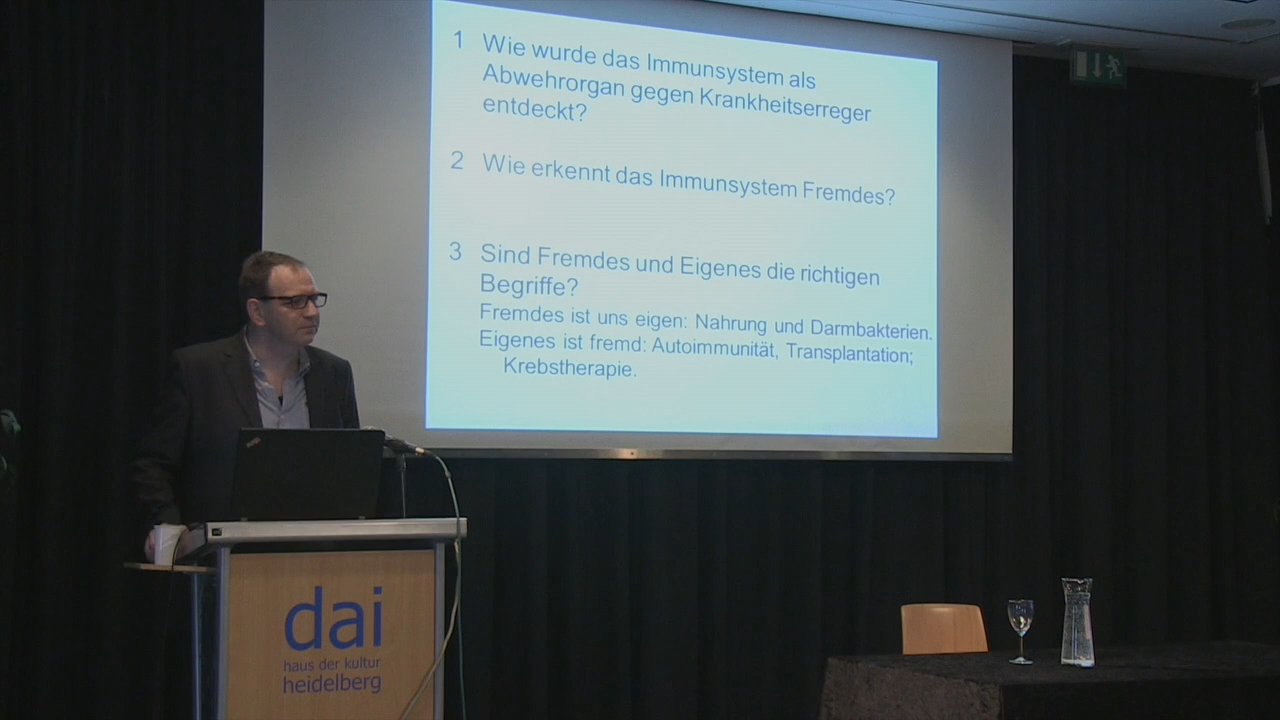 1 Wie wurde das Immunsystem als
Abwehrorgan gegen Krankheitserreger
entdeckt?
2 Wie erkennt das Immunsystem Fremdes?
3 Sind Fremdes und Eigenes die richtigen
Begriffe?
Fremdes ist uns eigen: Nahrung und Darmbakterien.
Eigenes ist fremd: Autoimmunität, Transplantation;
Krebstherapie.
dai
haus der kultur
heidelberg